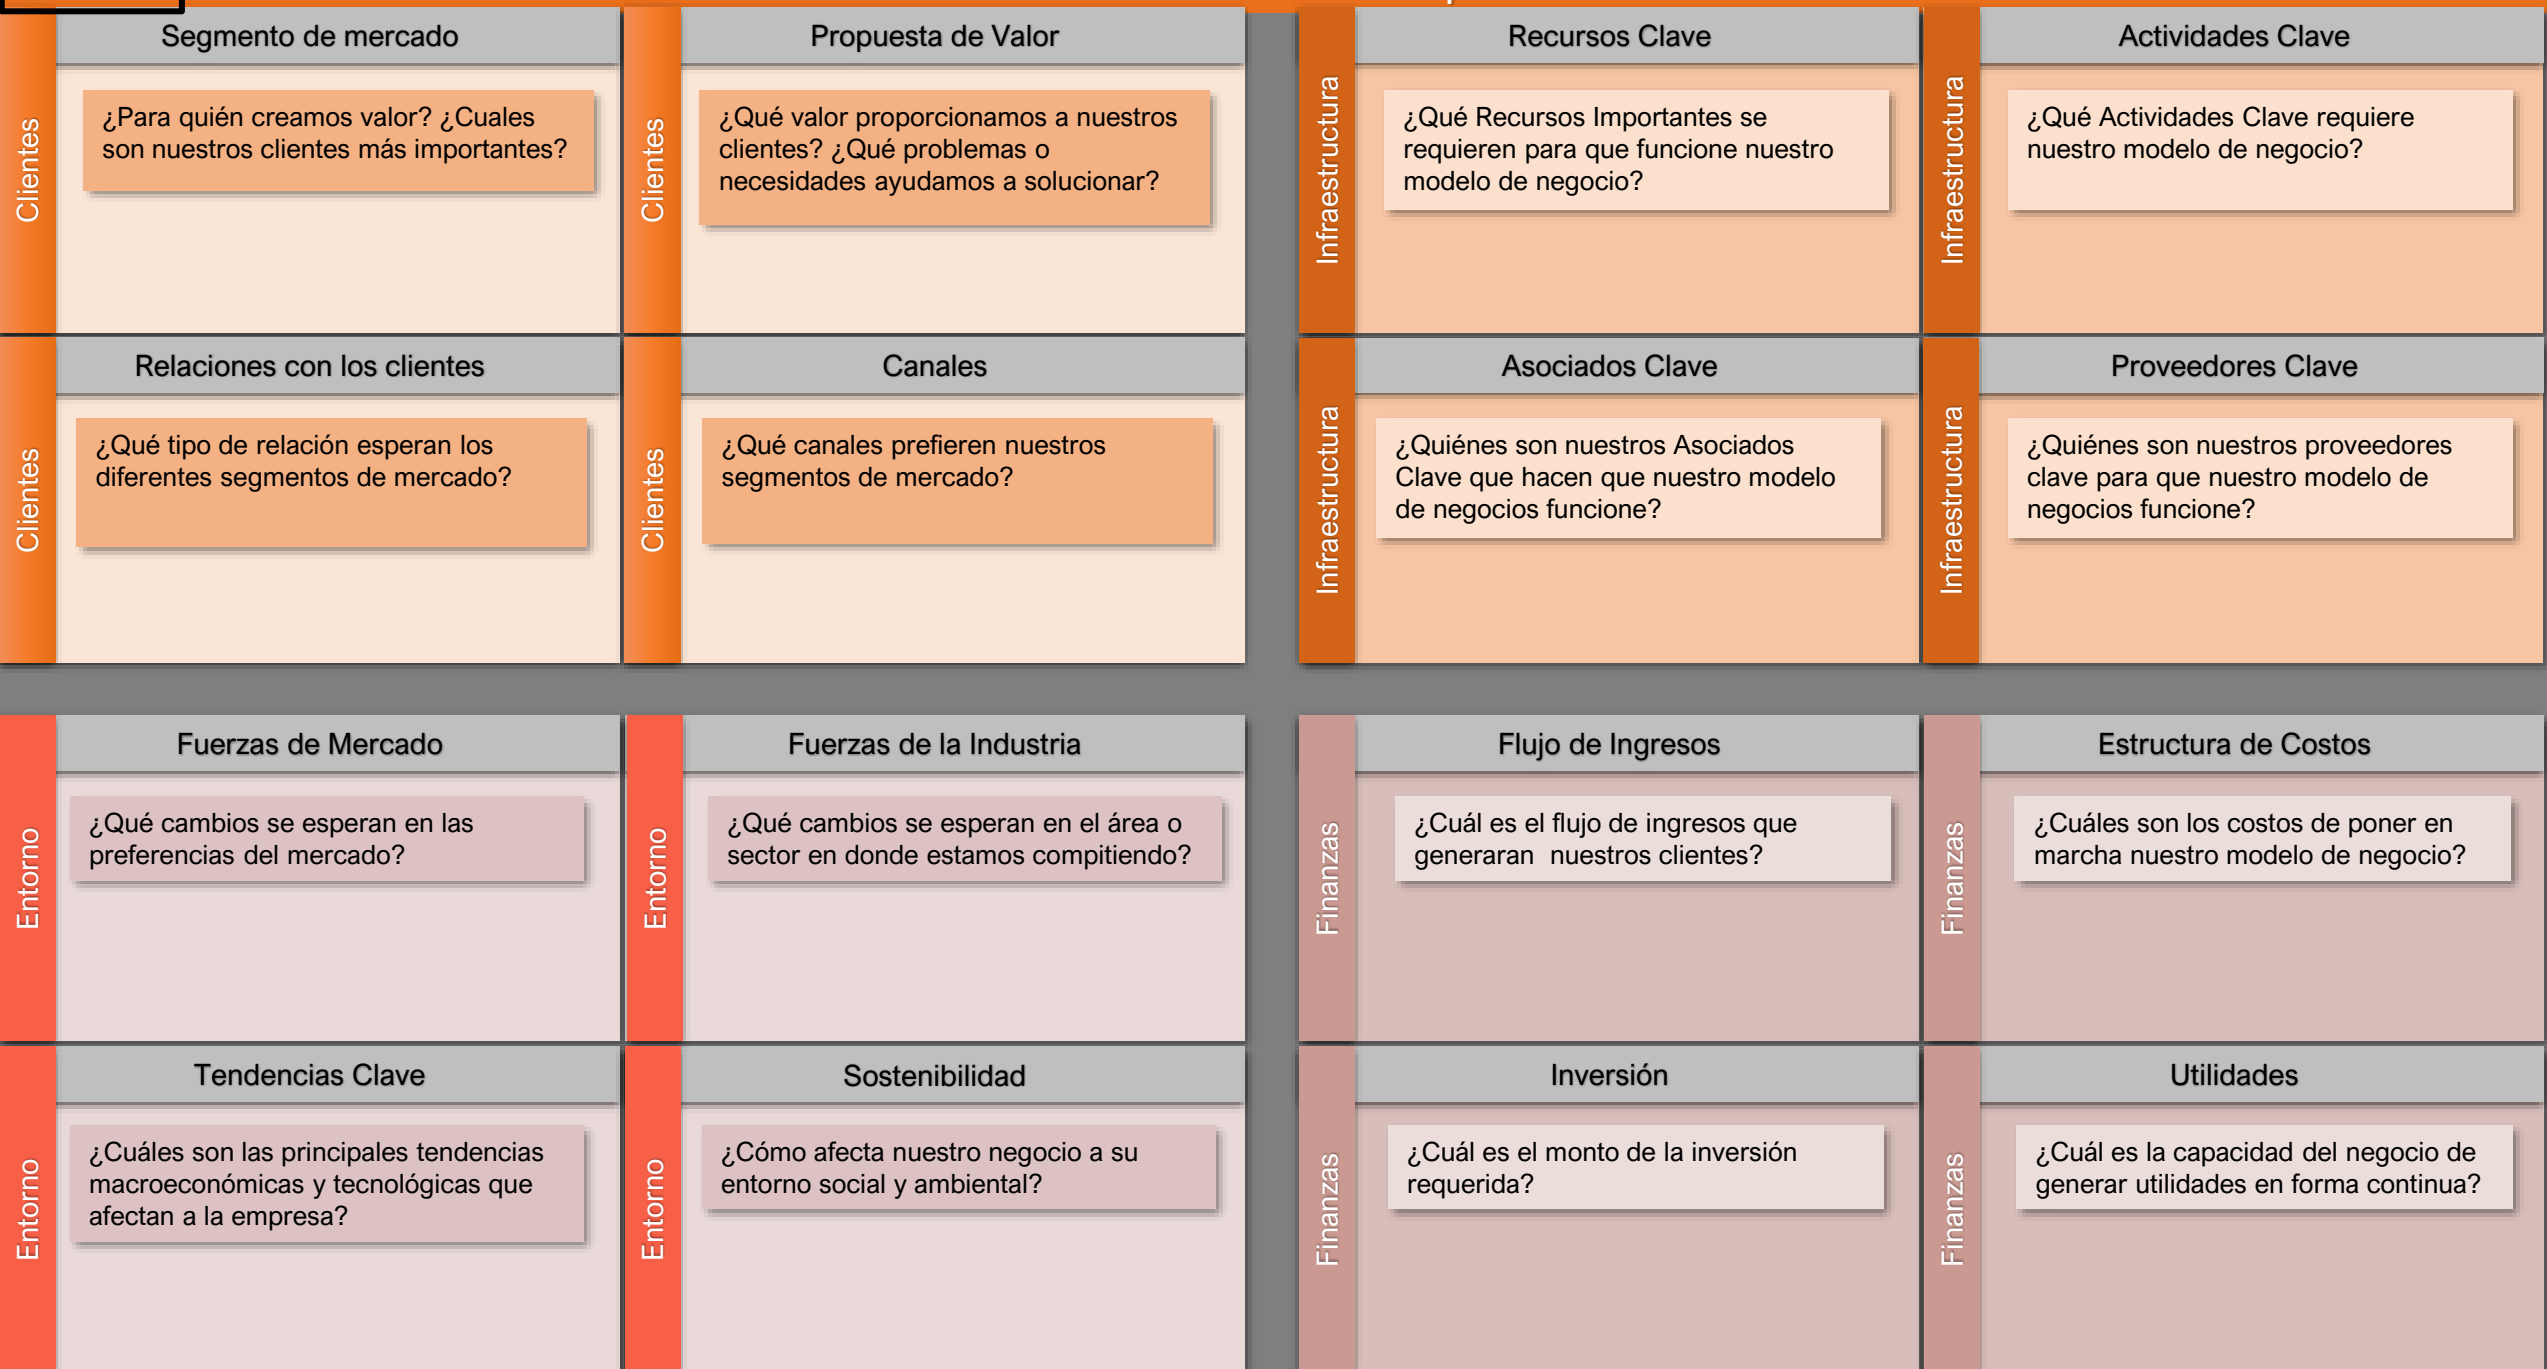 Clientes
Segmento de mercado
¿Para quién creamos valor? ¿Cuales
son nuestros clientes más importantes?
Clientes
Propuesta de Valor
¿Qué valor proporcionamos a nuestros
clientes? ¿Qué problemas o
necesidades ayudamos a solucionar?
Clientes
Relaciones con los clientes
¿Qué tipo de relación esperan los
diferentes segmentos de mercado?
Clientes
Canales
¿Qué canales prefieren nuestros
segmentos de mercado?
Infraestructura
Recursos Clave
¿Qué Recursos Importantes se
requieren para que funcione nuestro
modelo de negocio?
Infraestructura
Actividades Clave
¿Qué Actividades Clave requiere
nuestro modelo de negocio?
Infraestructura
Asociados Clave
¿Quiénes son nuestros Asociados
Clave que hacen que nuestro modelo
de negocios funcione?
Infraestructura
Proveedores Clave
¿Quiénes son nuestros proveedores
clave para que nuestro modelo de
negocios funcione?
Entorno
Fuerzas de Mercado
¿Qué cambios se esperan en las
preferencias del mercado?
Entorno
Fuerzas de la Industria
¿Qué cambios se esperan en el área o
sector en donde estamos compitiendo?
Entorno
Tendencias Clave
¿Cuáles son las principales tendencias
macroeconómicas y tecnológicas que
afectan a la empresa?
Entorno
Sostenibilidad
¿Cómo afecta nuestro negocio a su
entorno social y ambiental?
Finanzas
Flujo de Ingresos
¿Cuál es el flujo de ingresos que
generaran nuestros clientes?
Finanzas
Estructura de Costos
¿Cuáles son los costos de poner en
marcha nuestro modelo de negocio?
Finanzas
Inversión
¿Cuál es el monto de la inversión
requerida?
Finanzas
Utilidades
¿Cuál es la capacidad del negocio de
generar utilidades en forma continua?